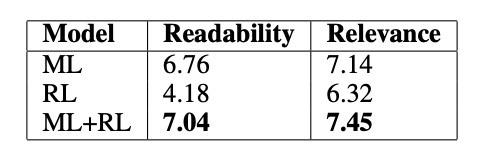 Model Readability Relevance
ML 6.76 7.14
RL 4.18 6.32
ML+RL 7.04 7.45